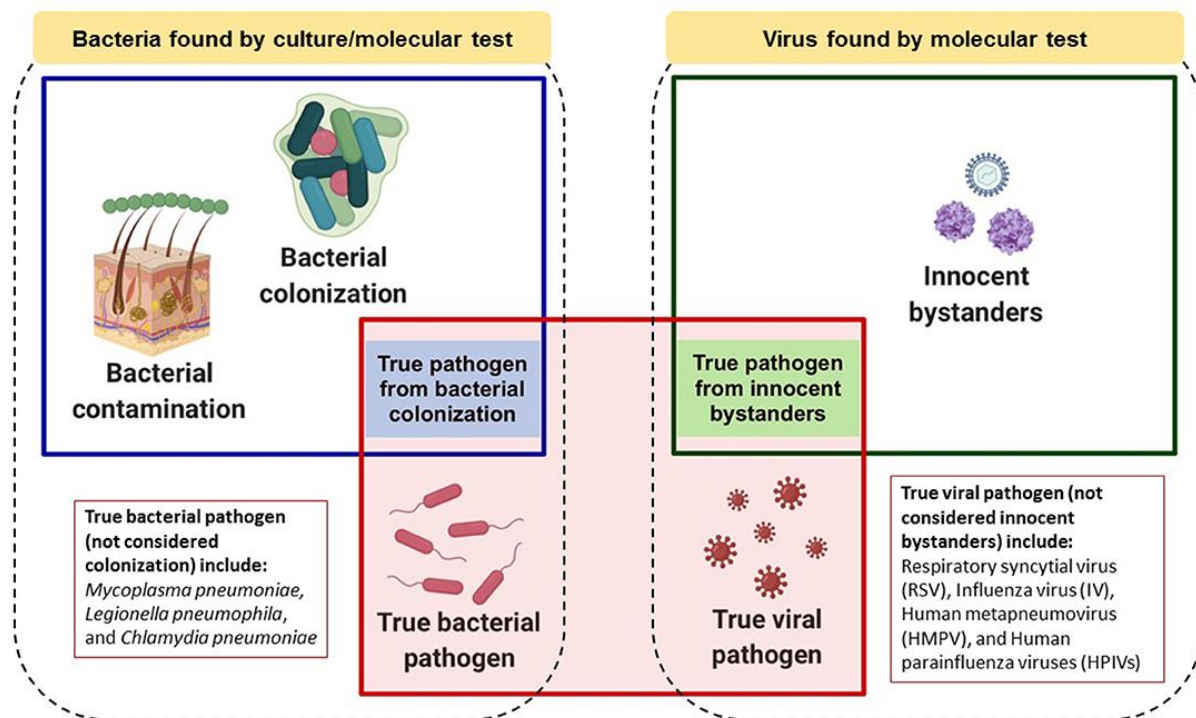 Bacteria found by culture/molecular test
Virus found by molecular test
Bacterial
colonization
Bacterial
contamination
Innocent
bystanders
True pathogen
from bacterial
colonization
True pathogen
from innocent
bystanders
True bacterial pathogen
(not considered
colonization) include:
Mycoplasma pneumoniae,
Legionella pneumophila,
and Chlamydia pneumoniae
True bacterial
pathogen
True viral
pathogen
True viral pathogen (not
considered innocent
bystanders) include:
Respiratory syncytial virus
(RSV), Influenza virus (IV),
Human metapneumovirus
(HMPV), and Human
parainfluenza viruses (HPIVs)